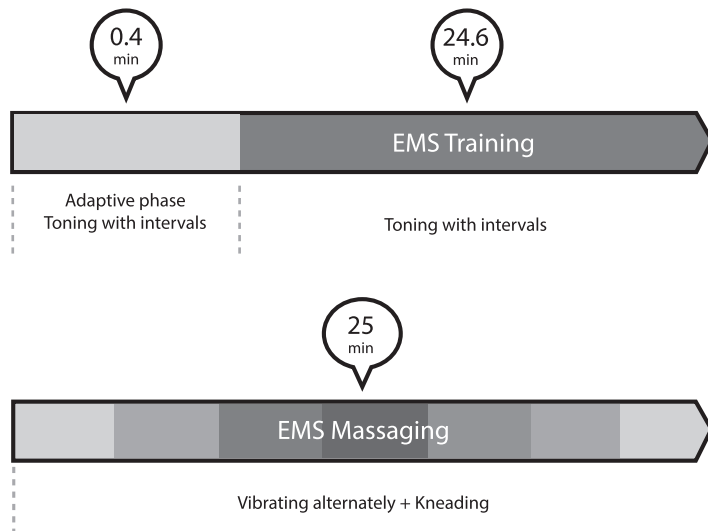 0.4
min
24.6
min
EMS Training
Adaptive phase
Toning with intervals
Toning with intervals
25
min
EMS Massaging
Vibrating alternately + Kneading